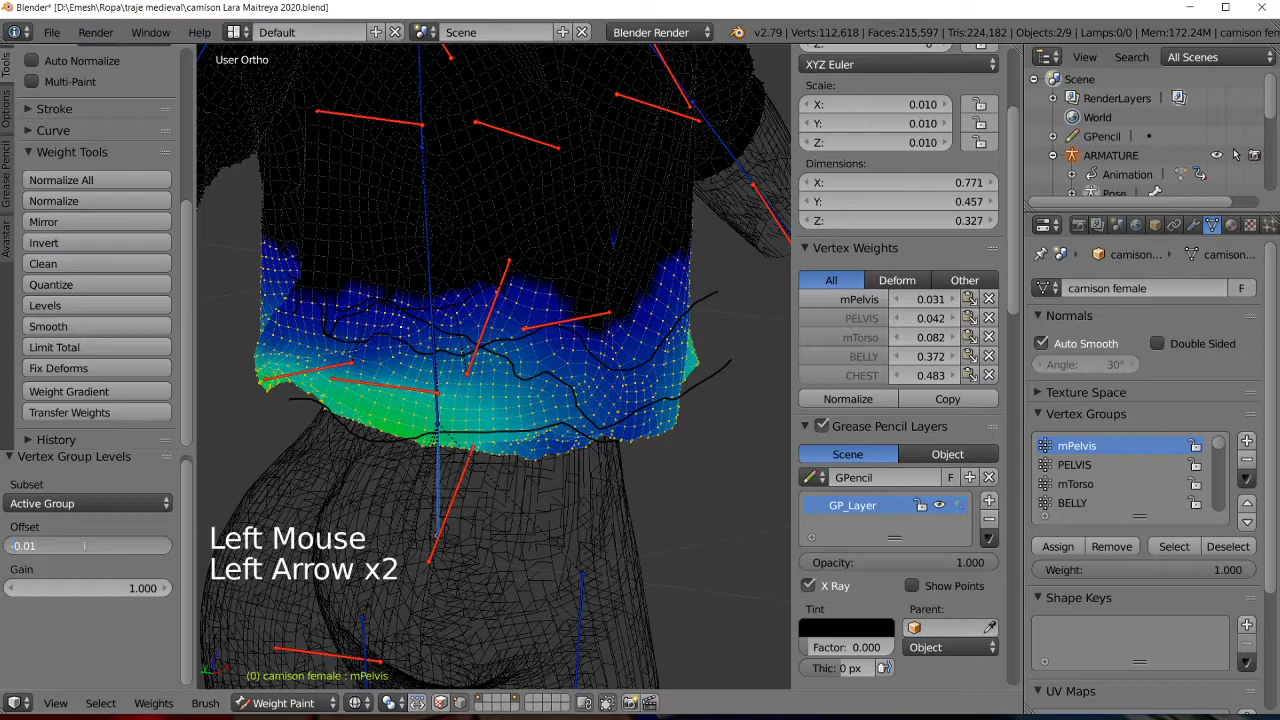 Blender* [D:\Emesh\Ropa\traje medieval\camison Lara Maitreya 2020.blend]
File Render Window Help Default Scene Blender Render v2.79 | Verts:112,618 | Faces:215,597 | Tris:224,182 | Objects:2/9 | Lamps:0/0 | Mem:172.24M | camison fem
Tools
Options
Grease Pencil
Avastar
Auto Normalize
Multi-Paint
Stroke
Curve
Weight Tools
Normalize All
Normalize
Mirror
Invert
Clean
Quantize
Levels
Smooth
Limit Total
Fix Deforms
Weight Gradient
Transfer Weights
History
Vertex Group Levels
Subset
Active Group
Offset
-0.01
Gain
1.000
User Ortho
Left Mouse
Left Arrow x2
(0) camison female : mPelvis
View Select Weights Brush Weight Paint
XYZ Euler
Scale:
X: 0.010
Y: 0.010
Z: 0.010
Dimensions:
X: 0.771
Y: 0.457
Z: 0.327
Vertex Weights
All Deform Other
mPelvis 0.031
PELVIS 0.042
mTorso 0.082
BELLY 0.372
CHEST 0.483
Normalize Copy
Grease Pencil Layers
Scene Object
GPencil F
GP_Layer
Opacity: 1.000
X Ray Show Points
Tint Parent:
Factor: 0.000 Object
Thic: 0 px
View Search All Scenes
Scene
RenderLayers
World
GPencil
ARMATURE
Animation
Pose
camison... camison...
camison female F
Normals
Auto Smooth Double Sided
Angle: 30°
Texture Space
Vertex Groups
mPelvis
PELVIS
mTorso
BELLY
Assign Remove Select Deselect
Weight: 1.000
Shape Keys
UV Maps